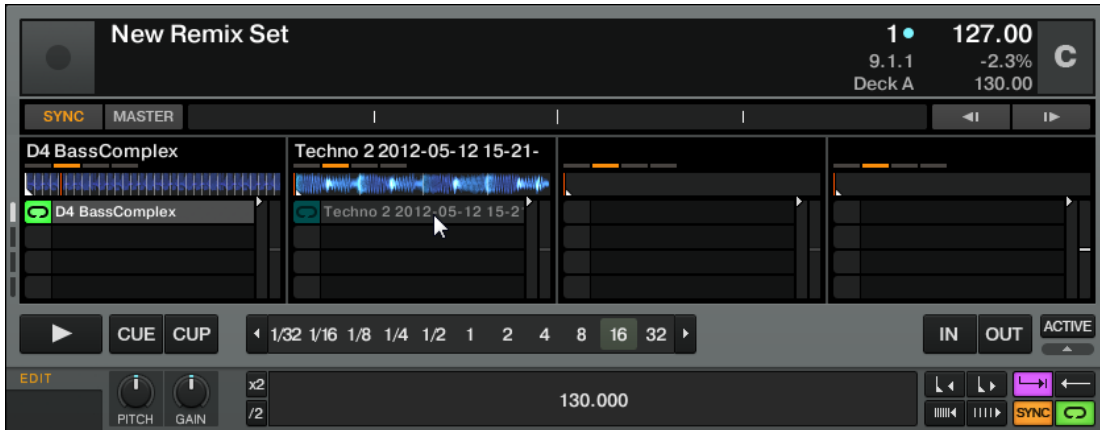 New Remix Set
1 127.00
9.1.1 -2.3% C
Deck A 130.00
SYNC MASTER
D4 BassComplex Techno 2 2012-05-12 15-21-
D4 BassComplex Techno 2 2012-05-12 15-2
CUE CUP 1/32 1/16 1/8 1/4 1/2 1 2 4 8 16 32 IN OUT ACTIVE
EDIT
PITCH GAIN x2 /2 130.000 SYNC